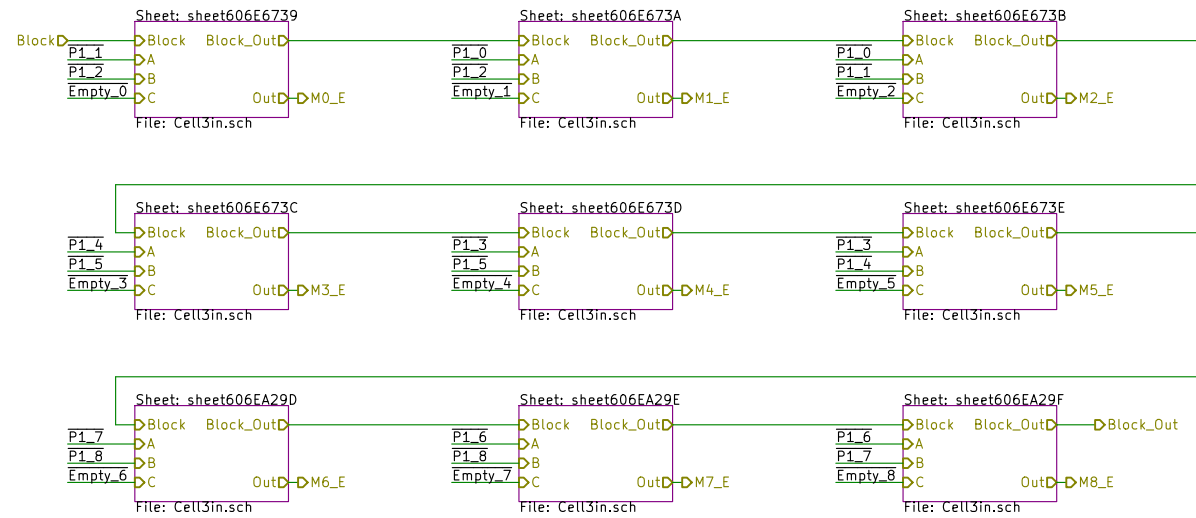 Sheet: sheet606E6739 Sheet: sheet606E673A Sheet: sheet606E673B
Block Block Block_Out Block Block_Out Block Block_Out
P1_1 A P1_0 A P1_0 A
P1_2 B P1_2 B P1_1 B
Empty_0 C Out M0_E Empty_1 C Out M1_E Empty_2 C Out M2_E
File: Cell3in.sch File: Cell3in.sch File: Cell3in.sch
Sheet: sheet606E673C Sheet: sheet606E673D Sheet: sheet606E673E
Block Block_Out Block Block_Out Block Block_Out
P1_4 A P1_3 A P1_3 A
P1_5 B P1_5 B P1_4 B
Empty_3 C Out M3_E Empty_4 C Out M4_E Empty_5 C Out M5_E
File: Cell3in.sch File: Cell3in.sch File: Cell3in.sch
Sheet: sheet606EA29D Sheet: sheet606EA29E Sheet: sheet606EA29F
Block Block_Out Block Block_Out Block Block_Out Block_Out
P1_7 A P1_6 A P1_6 A
P1_8 B P1_8 B P1_7 B
Empty_6 C Out M6_E Empty_7 C Out M7_E Empty_8 C Out M8_E
File: Cell3in.sch File: Cell3in.sch File: Cell3in.sch